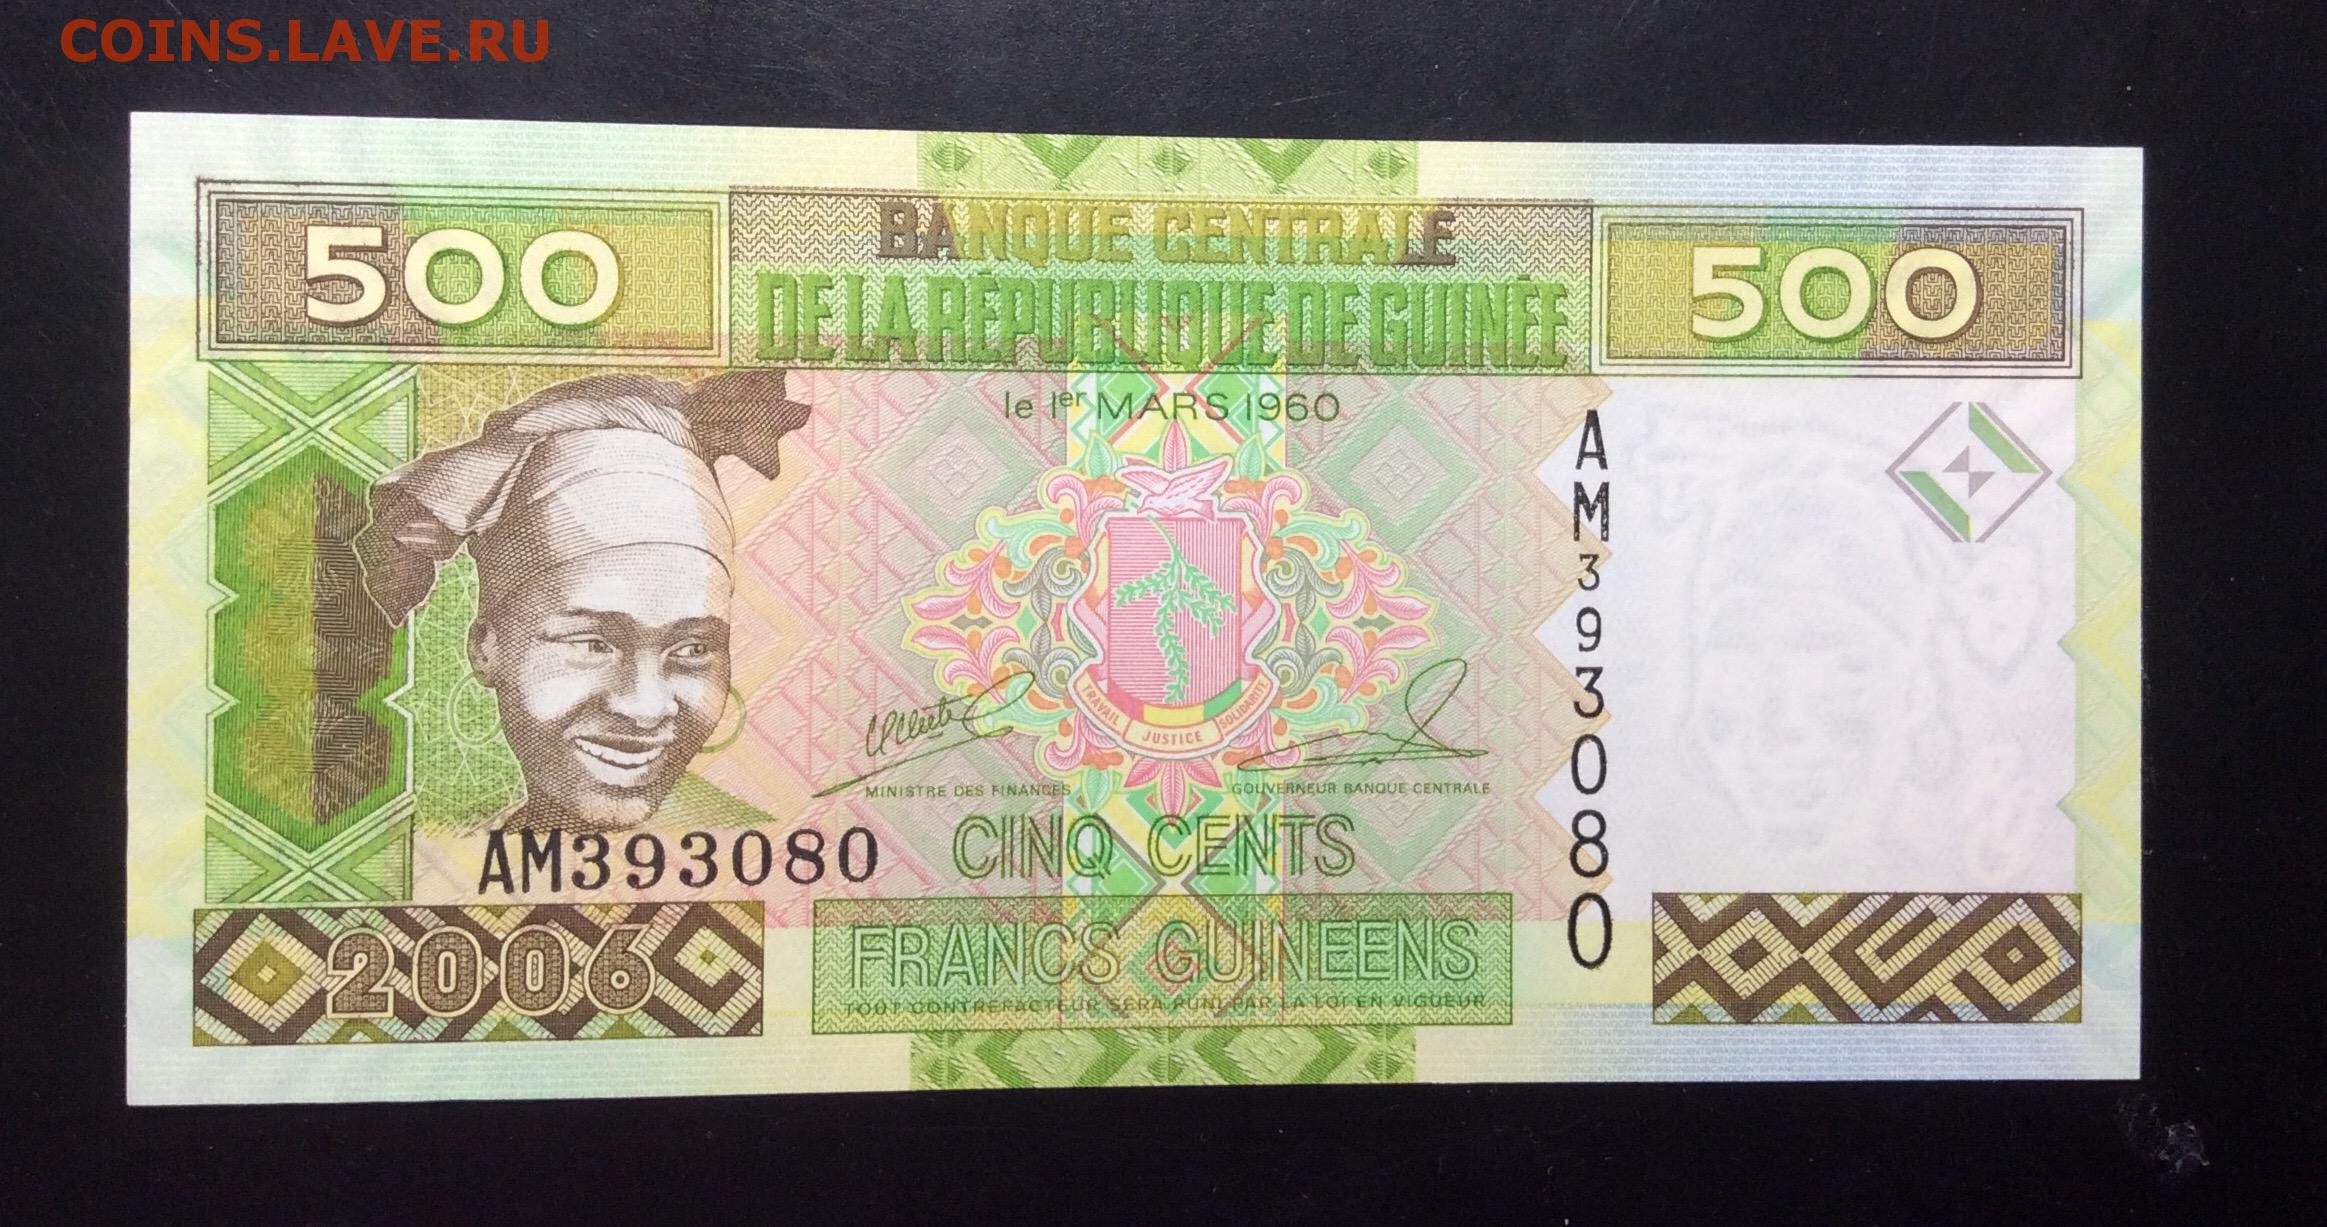 COINS.LAVE.RU
500
BANQUE CENTRALE
500
DE LA RÉPUBLIQUE DE GUINÉE
le 1er MARS 1960
AM393080
TRAVAIL JUSTICE SOLIDARITE
MINISTRE DES FINANCES
GOUVERNEUR BANQUE CENTRALE
AM393080
CINQ CENTS
2006
FRANCS GUINEENS
TOUT CONTREFACTEUR SERA PUNI PAR LA LOI EN VIGUEUR